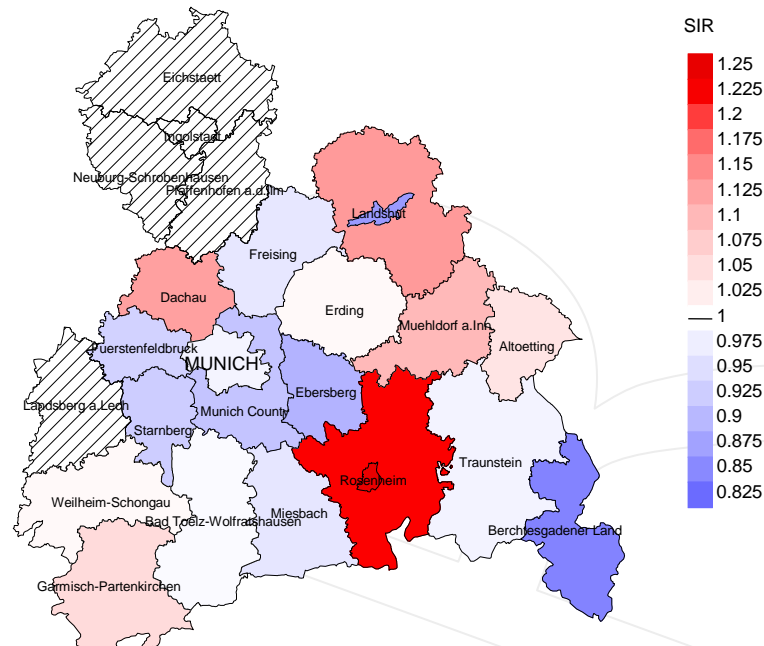 SIR
1.25
1.225
1.2
1.175
1.15
1.125
1.1
1.075
1.05
1.025
1
0.975
0.95
0.925
0.9
0.875
0.85
0.825
Eichstaett
Ingolstadt
Neuburg-Schrobenhausen
Pfaffenhofen a.d.Ilm
Landshut
Freising
Dachau
Erding
Muehldorf a.Inn
Altoetting
Fuerstenfeldbruck
MUNICH
Ebersberg
Landsberg a.Lech
Munich County
Starnberg
Traunstein
Rosenheim
Weilheim-Schongau
Miesbach
Bad Toelz-Wolfratshausen
Berchtesgadener Land
Garmisch-Partenkirchen